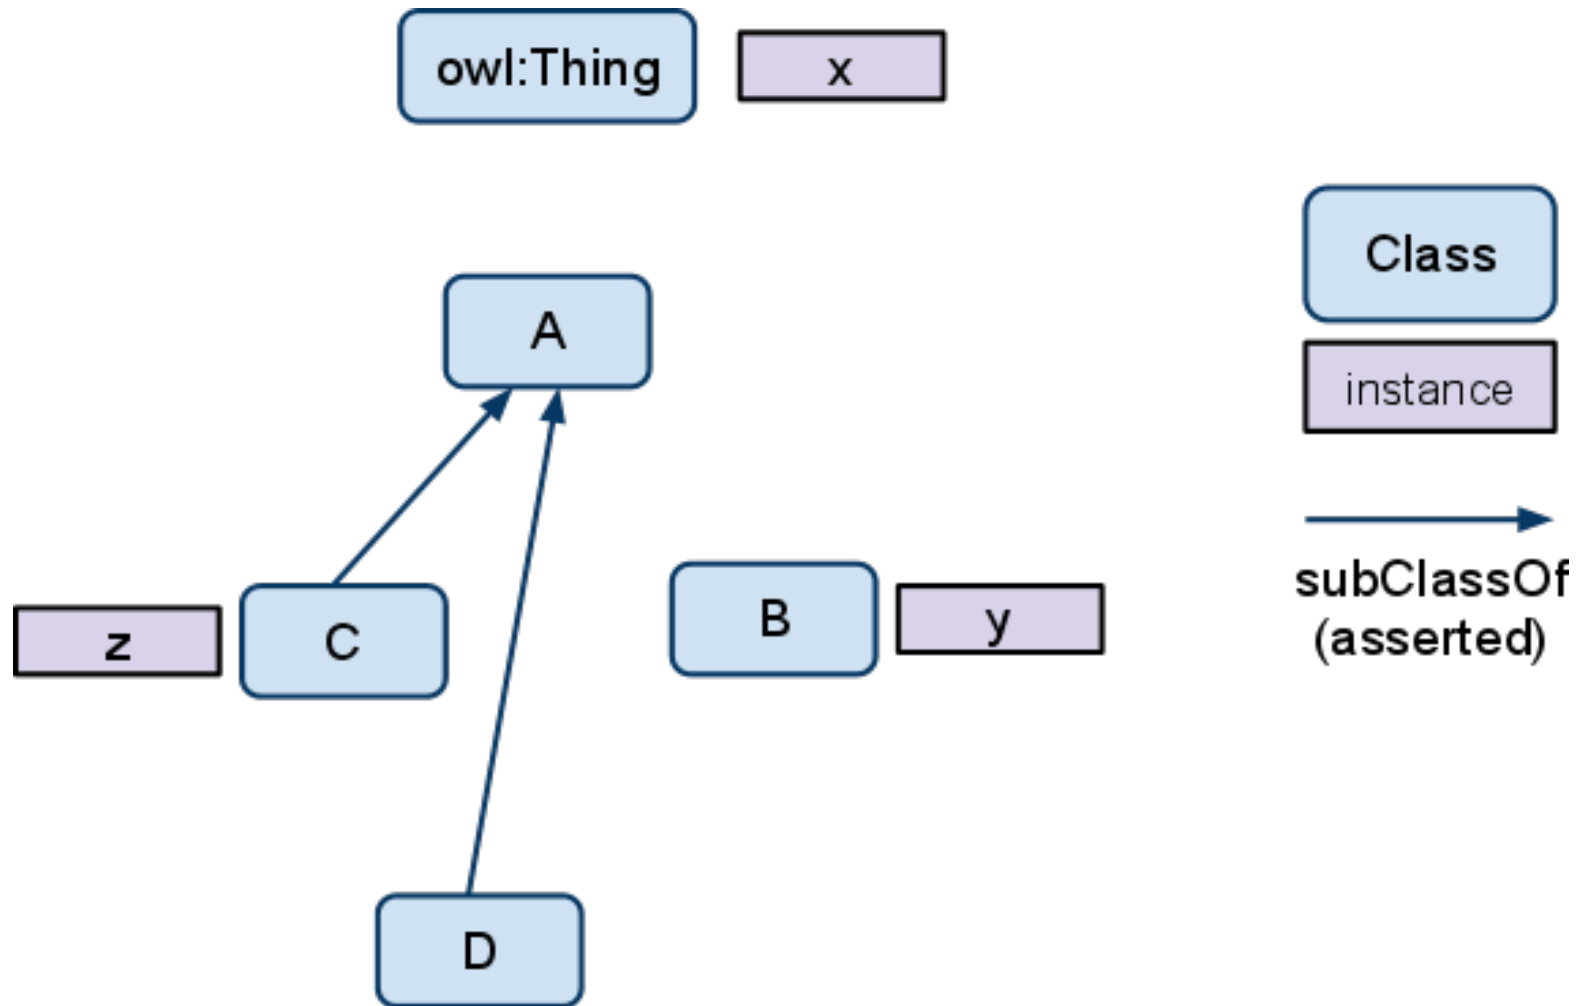 owl:Thing
x
A
Class
instance
subClassOf
(asserted)
z
C
B
y
D